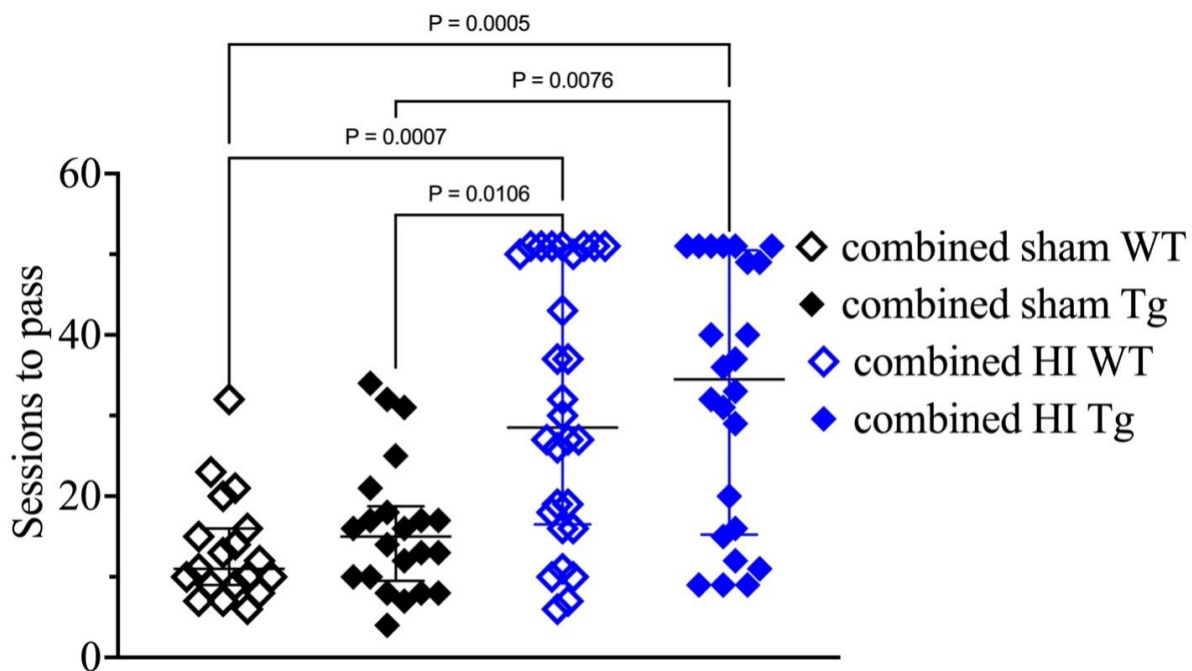 P = 0.0005
P = 0.0076
P = 0.0007
P = 0.0106
Sessions to pass
60
40
20
0
combined sham WT
combined sham Tg
combined HI WT
combined HI Tg